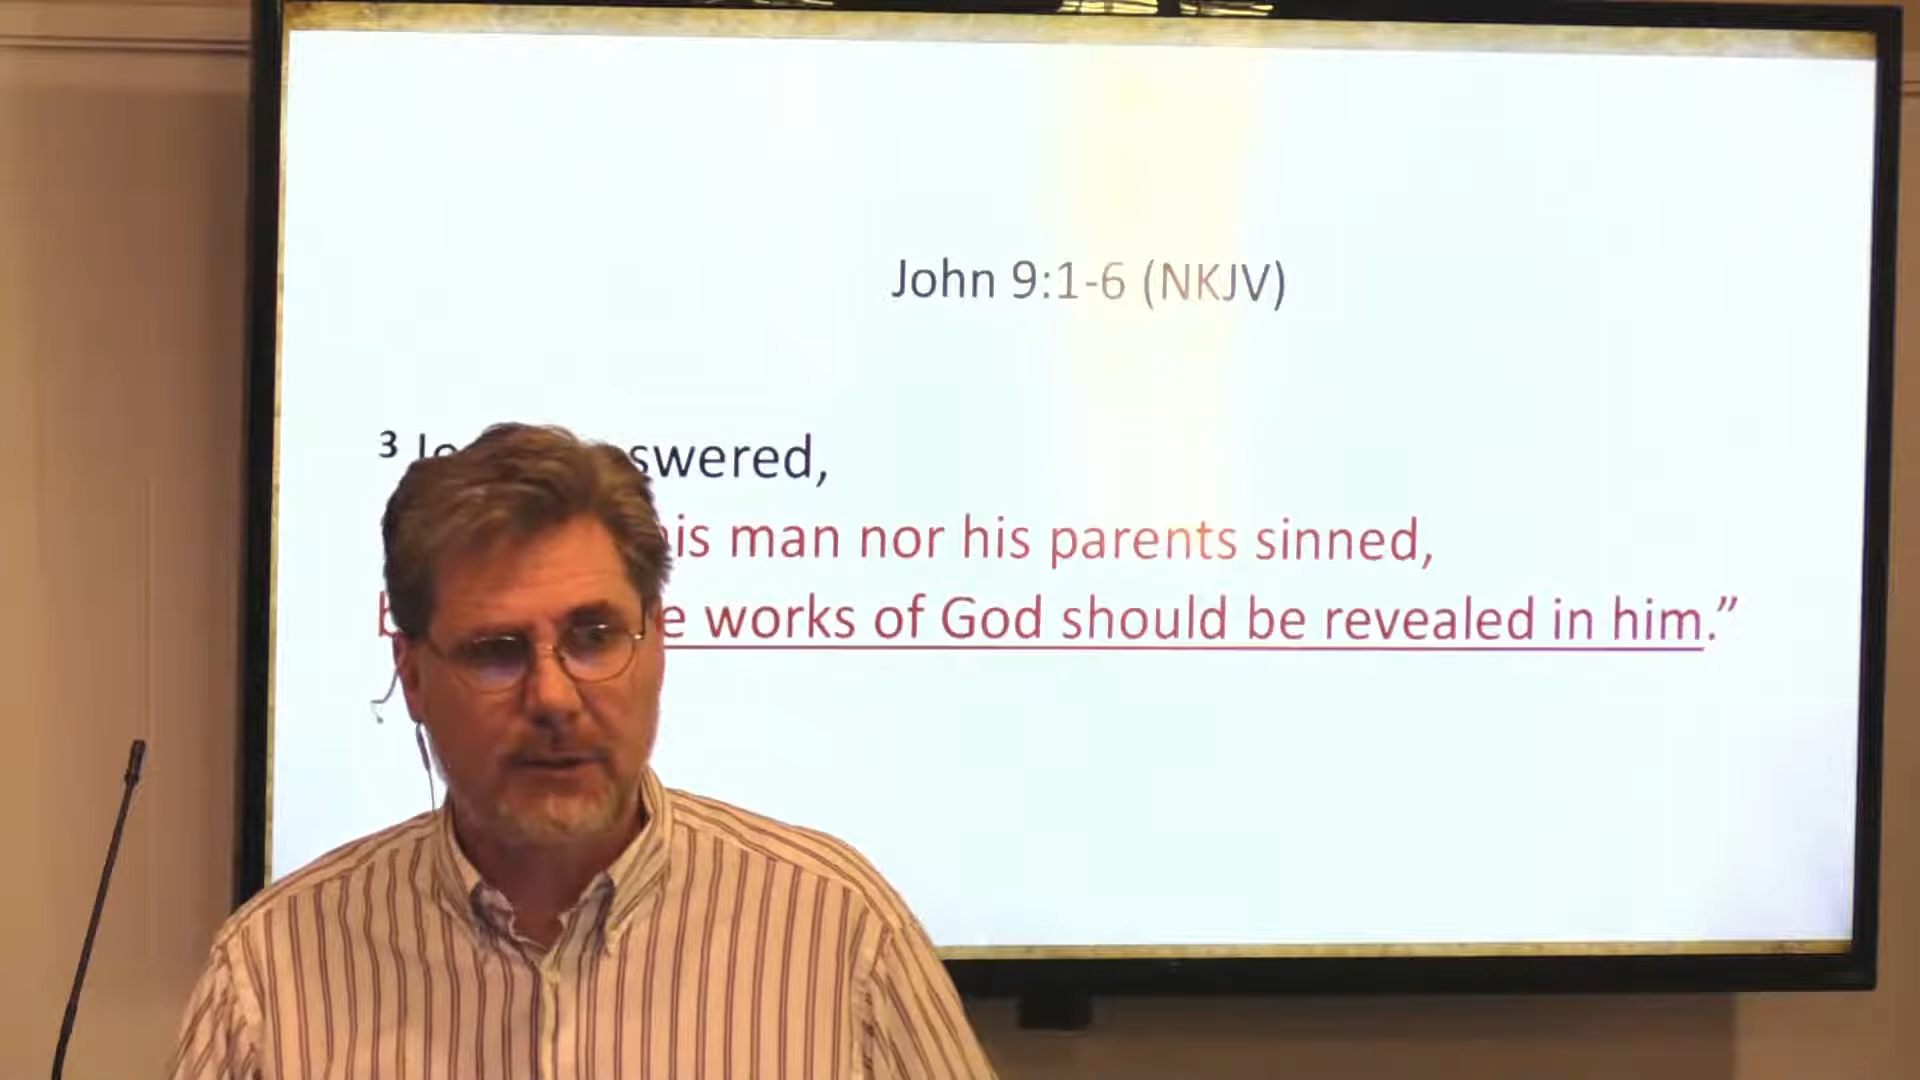 John 9:1-6 (NKJV)
3 swered,
is man nor his parents sinned,
works of God should be revealed in him.”